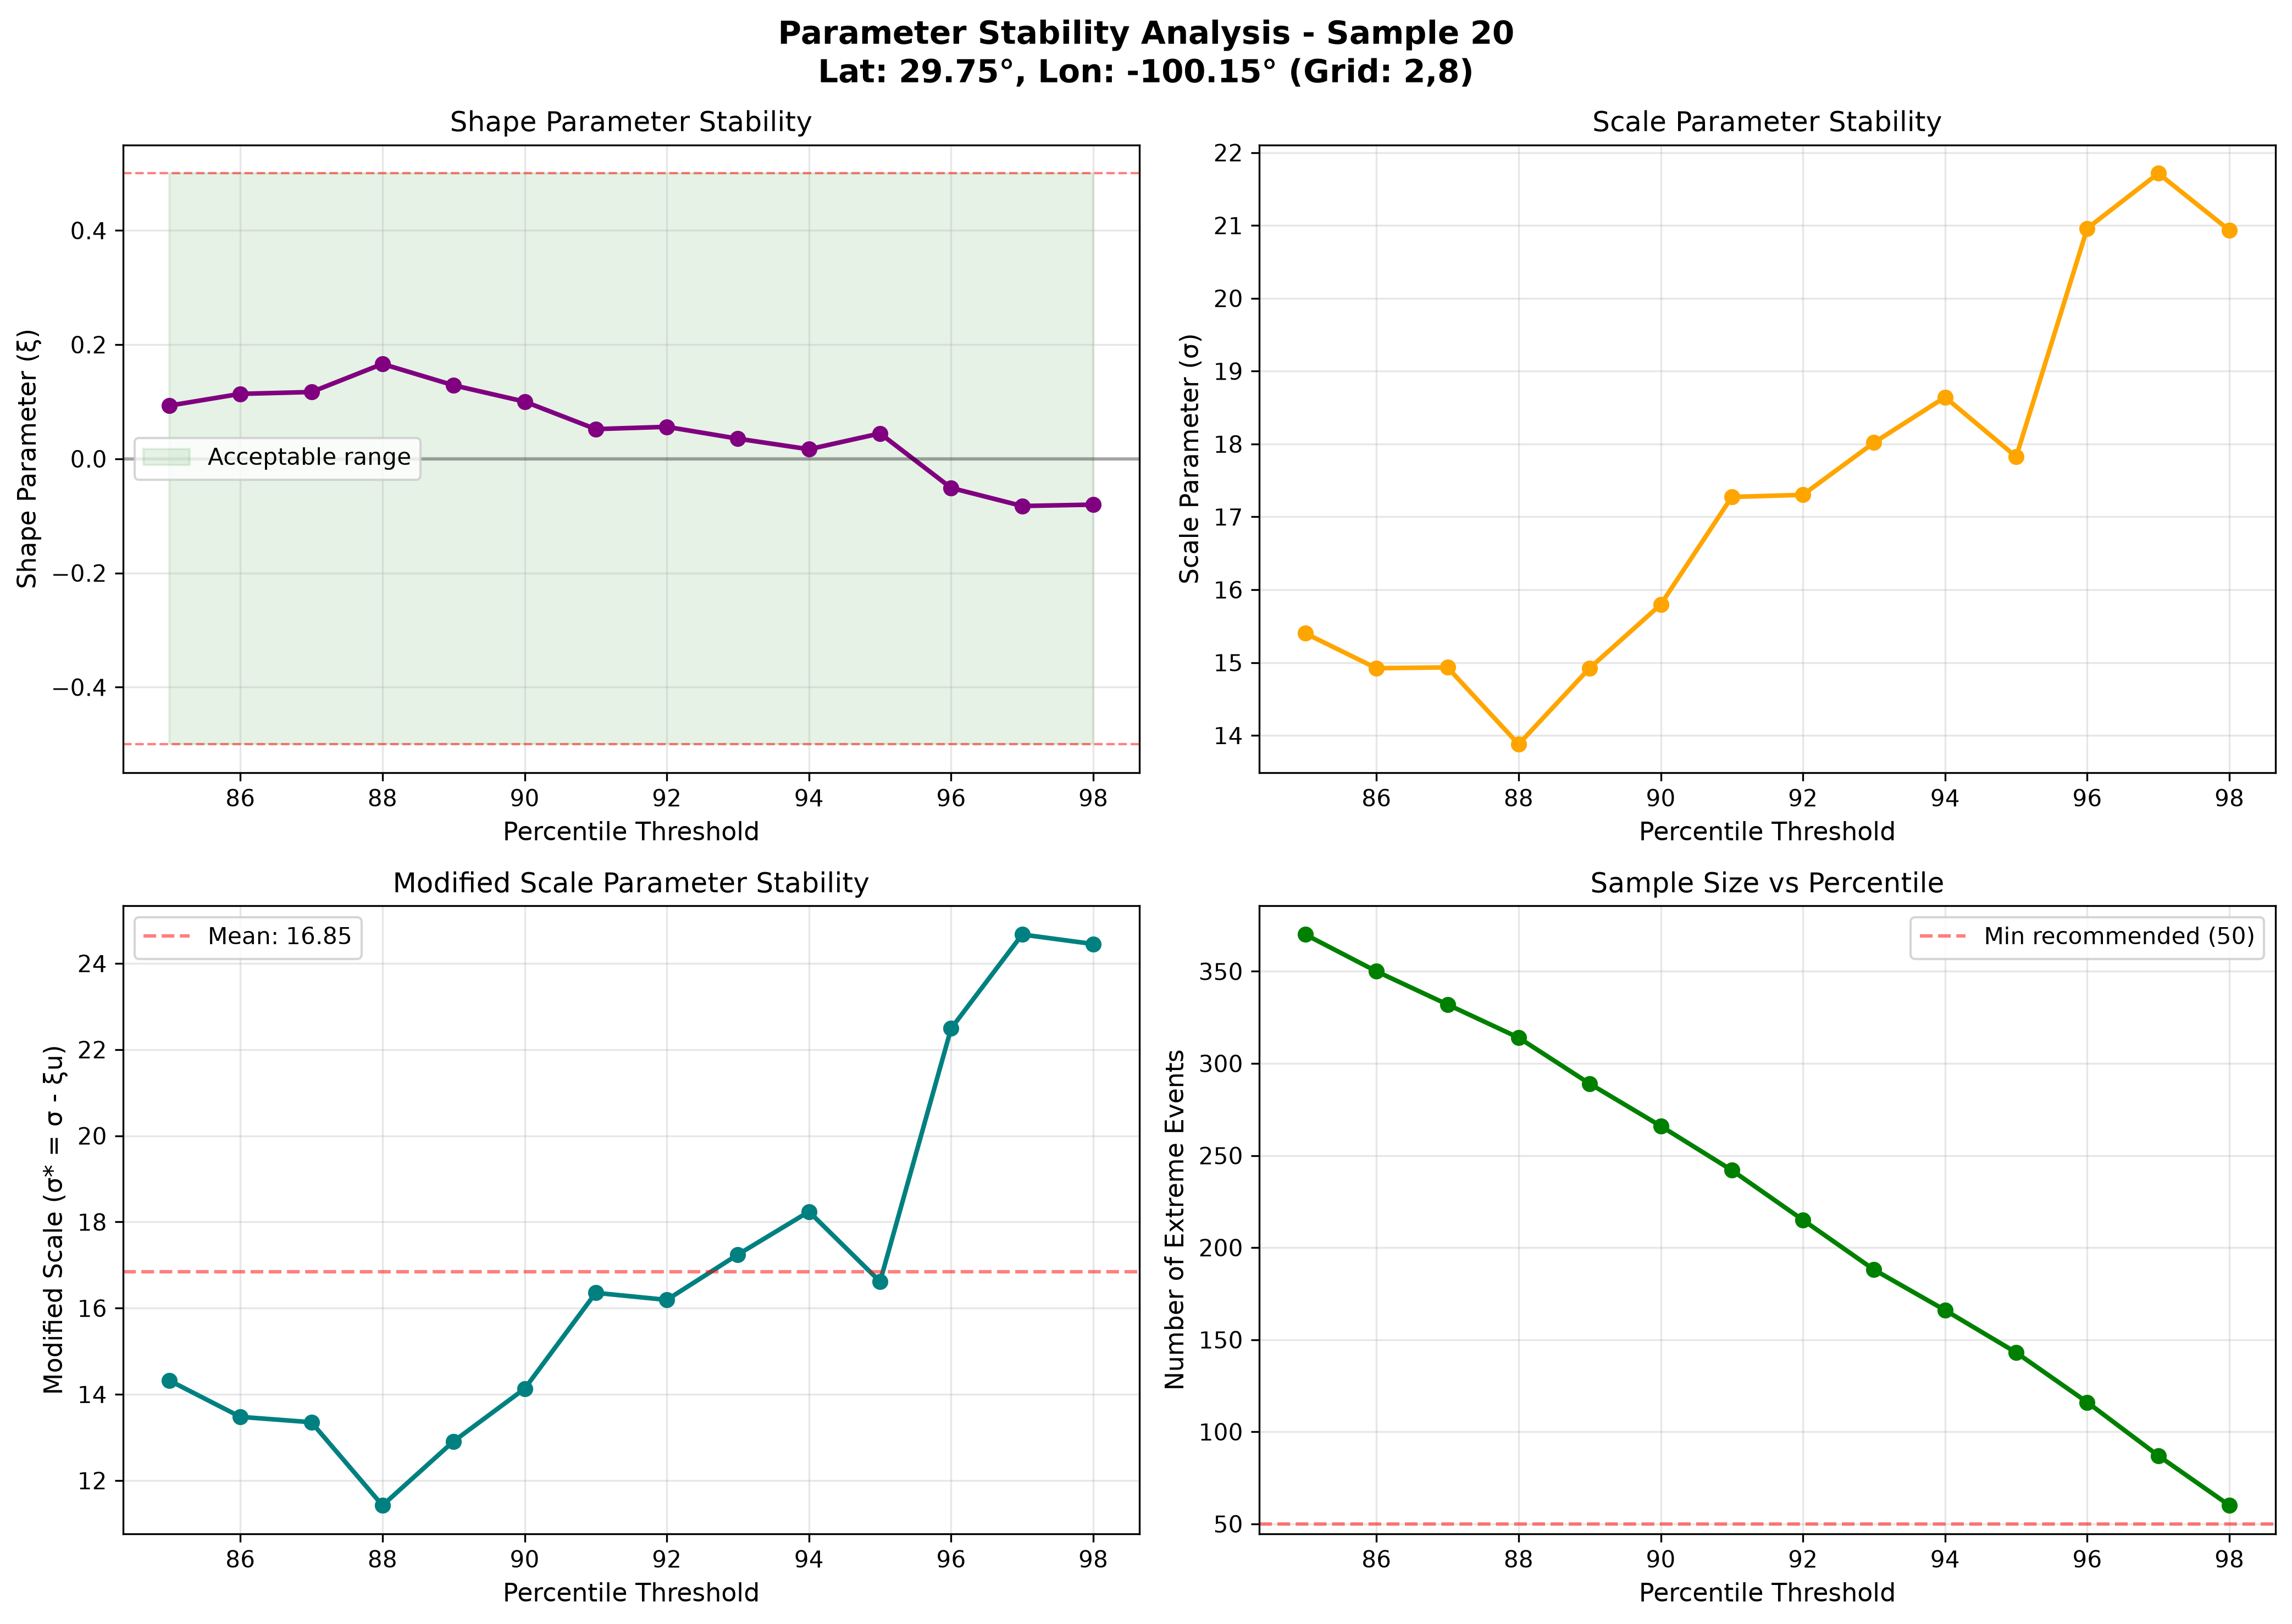 Parameter Stability Analysis - Sample 20
Lat: 29.75°, Lon: -100.15° (Grid: 2,8)
Shape Parameter Stability
Shape Parameter (ξ)
0.4
0.2
0.0
−0.2
−0.4
Acceptable range
86 88 90 92 94 96 98
Percentile Threshold
Scale Parameter Stability
Scale Parameter (σ)
22
21
20
19
18
17
16
15
14
86 88 90 92 94 96 98
Percentile Threshold
Modified Scale Parameter Stability
Modified Scale (σ* = σ - ξu)
24
22
20
18
16
14
12
Mean: 16.85
86 88 90 92 94 96 98
Percentile Threshold
Sample Size vs Percentile
Number of Extreme Events
350
300
250
200
150
100
50
Min recommended (50)
86 88 90 92 94 96 98
Percentile Threshold